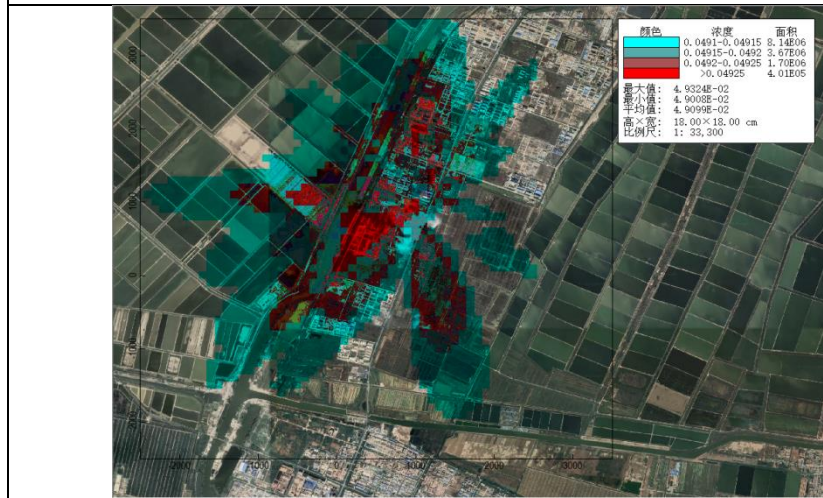 颜色 浓度 面积
0.0491-0.04915 8.14E06
0.04915-0.0492 3.67E06
0.0492-0.04925 1.70E06
>0.04925 4.01E05
最大值: 4.9324E-02
最小值: 4.9008E-02
平均值: 4.9099E-02
高×宽: 18.00×18.00 cm
比例尺: 1: 33,300
3000
2000
1000
0
-1000
-2000
-2000 -1000 0 1000 2000 3000